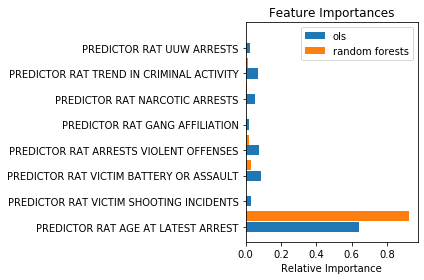 Feature Importances
ols
random forests
PREDICTOR RAT UUW ARRESTS
PREDICTOR RAT TREND IN CRIMINAL ACTIVITY
PREDICTOR RAT NARCOTIC ARRESTS
PREDICTOR RAT GANG AFFILIATION
PREDICTOR RAT ARRESTS VIOLENT OFFENSES
PREDICTOR RAT VICTIM BATTERY OR ASSAULT
PREDICTOR RAT VICTIM SHOOTING INCIDENTS
PREDICTOR RAT AGE AT LATEST ARREST
0.0 0.2 0.4 0.6 0.8
Relative Importance